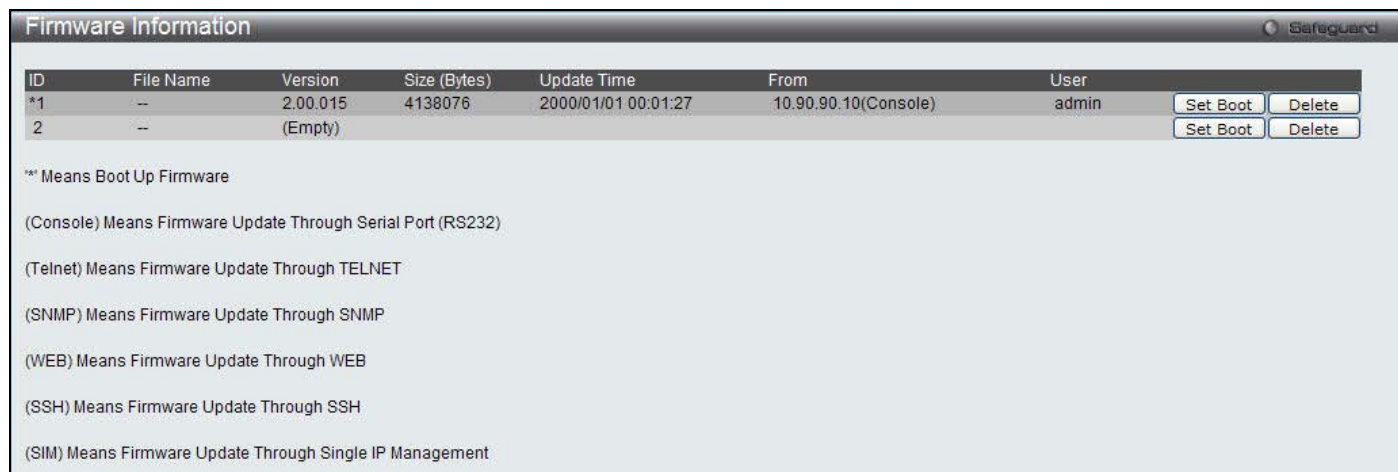 Firmware Information
Safeguard
ID File Name Version Size (Bytes) Update Time From User
*1 -- 2.00.015 4138076 2000/01/01 00:01:27 10.90.90.10(Console) admin Set Boot Delete
2 -- (Empty) Set Boot Delete
'*' Means Boot Up Firmware
(Console) Means Firmware Update Through Serial Port (RS232)
(Telnet) Means Firmware Update Through TELNET
(SNMP) Means Firmware Update Through SNMP
(WEB) Means Firmware Update Through WEB
(SSH) Means Firmware Update Through SSH
(SIM) Means Firmware Update Through Single IP Management